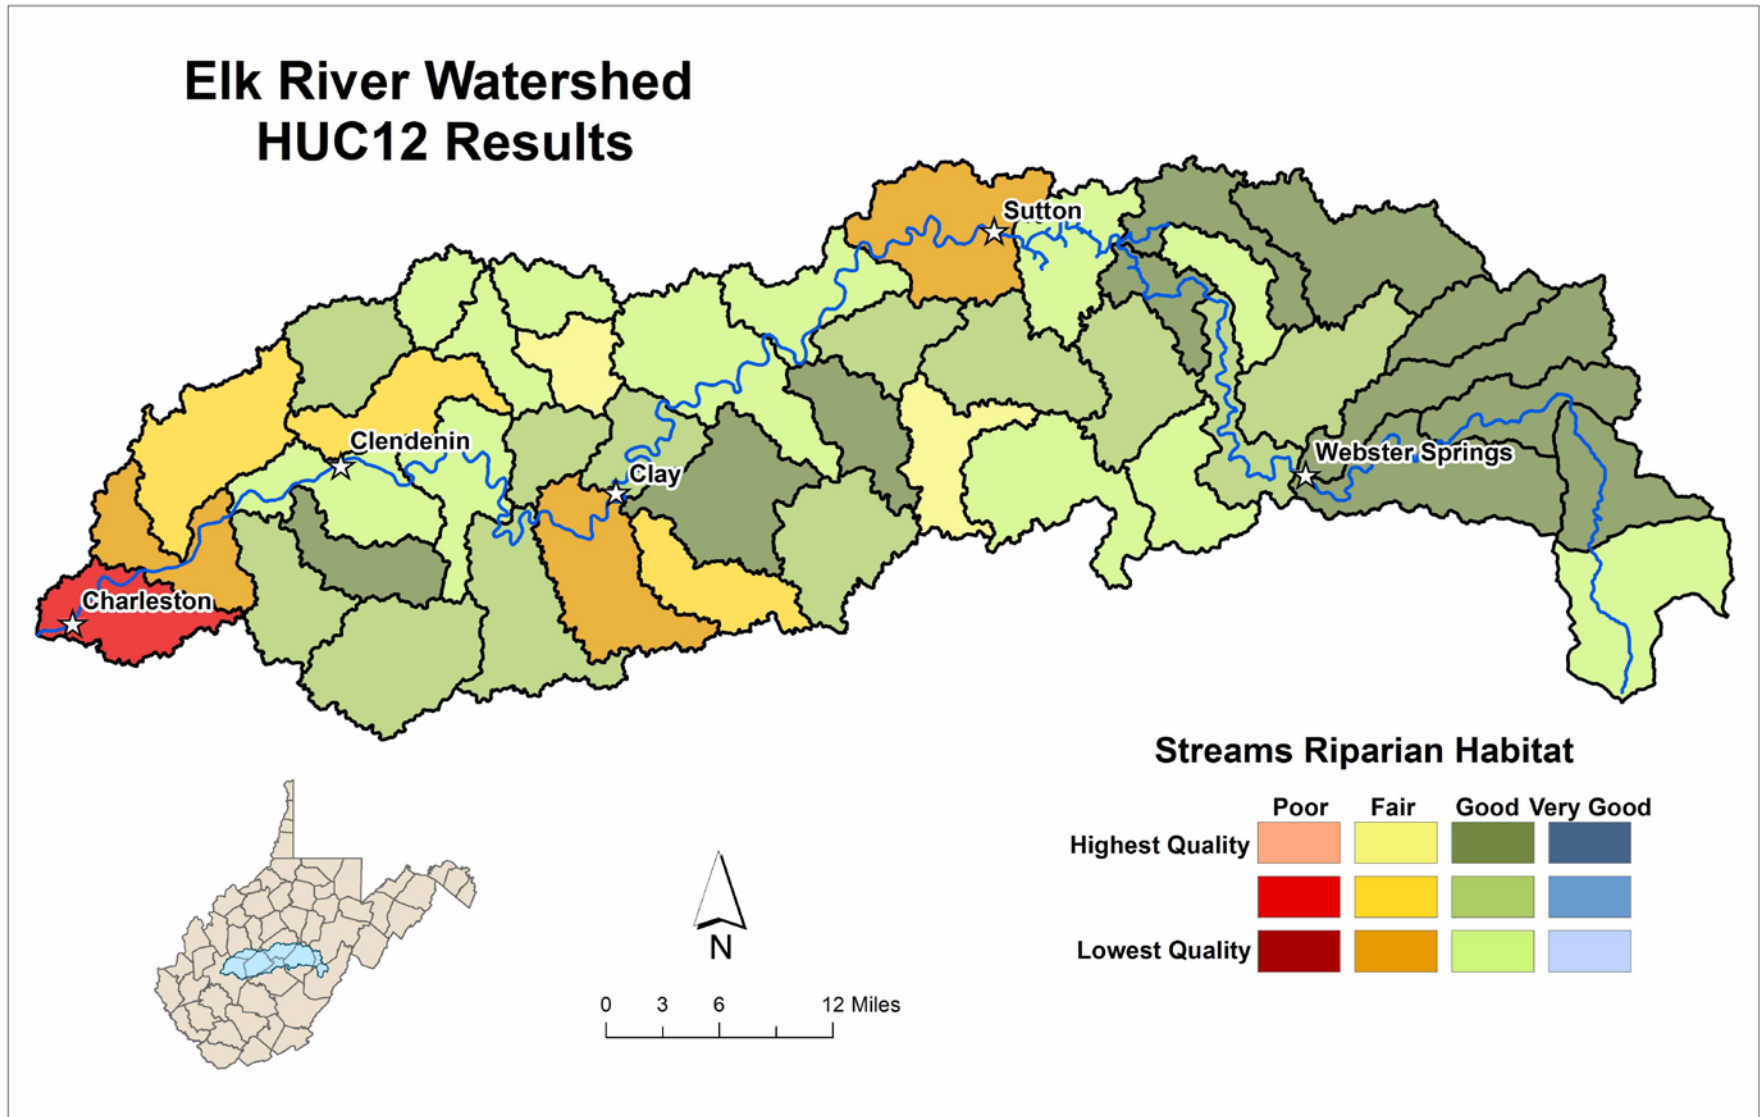 Elk River Watershed
HUC12 Results
Sutton
Clendenin
Webster Springs
Clay
Charleston
Streams Riparian Habitat
Poor Fair Good Very Good
Highest Quality
Lowest Quality
N
0 3 6 12 Miles